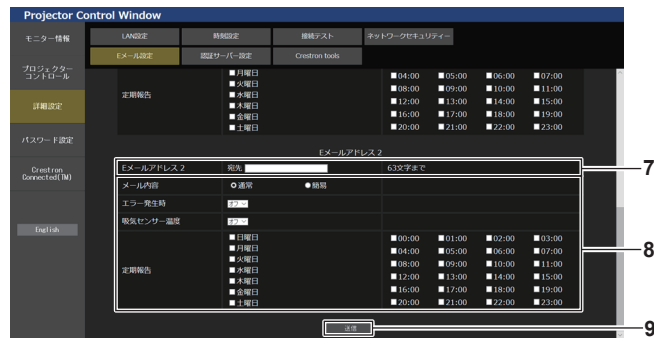 Projector Control Window
モニター情報
プロジェクター
コントロール
詳細設定
パスワード設定
Crestron
Connected(TM)
English
LAN設定 時刻設定 接続テスト ネットワークセキュリティー
Eメール設定 認証サーバー設定 Crestron tools
定期報告
月曜日
火曜日
水曜日
木曜日
金曜日
土曜日
04:00 05:00 06:00 07:00
08:00 09:00 10:00 11:00
12:00 13:00 14:00 15:00
16:00 17:00 18:00 19:00
20:00 21:00 22:00 23:00
Eメールアドレス 2
Eメールアドレス 2 宛先 63文字まで 7
メール内容 通常 簡易
エラー発生時 オフ
吸気センサー温度 オフ
定期報告
日曜日
月曜日
火曜日
水曜日
木曜日
金曜日
土曜日
00:00 01:00 02:00 03:00
04:00 05:00 06:00 07:00
08:00 09:00 10:00 11:00
12:00 13:00 14:00 15:00
16:00 17:00 18:00 19:00
20:00 21:00 22:00 23:00
8
送信 9